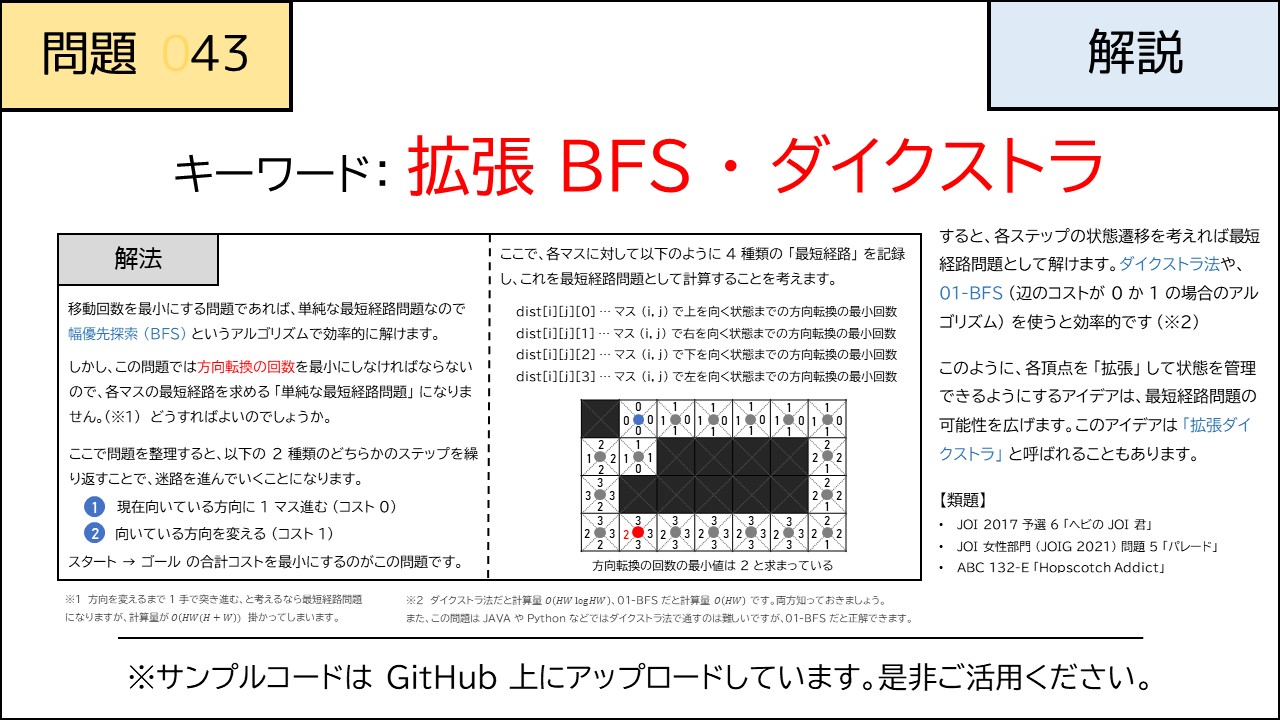 問題 043
解説
キーワード: 拡張 BFS ・ ダイクストラ
解法
移動回数を最小にする問題であれば、単純な最短経路問題なので
幅優先探索 (BFS) というアルゴリズムで効率的に解けます。
しかし、この問題では方向転換の回数を最小にしなければならない
ので、各マスの最短経路を求める 「単純な最短経路問題」 になりま
せん。(※1) どうすればよいのでしょうか。
ここで問題を整理すると、以下の 2 種類のどちらかのステップを繰
り返すことで、迷路を進んでいくことになります。
1 現在向いている方向に 1 マス進む (コスト 0)
2 向いている方向を変える (コスト 1)
スタート → ゴール の合計コストを最小にするのがこの問題です。
ここで、各マスに対して以下のように 4 種類の 「最短経路」 を記録
し、これを最短経路問題として計算することを考えます。
dist[i][j][0] … マス (i, j) で上を向く状態までの方向転換の最小回数
dist[i][j][1] … マス (i, j) で右を向く状態までの方向転換の最小回数
dist[i][j][2] … マス (i, j) で下を向く状態までの方向転換の最小回数
dist[i][j][3] … マス (i, j) で左を向く状態までの方向転換の最小回数
0 1 1 1 1 1
0 0 1 0 1 0 1 0 1 0 1 0
0 1 1 1 1 1
2 1 2
1 2 0 1 2 2
2 0 2
3 2
3 3 2 2
2 2
3 3 3 3 3 3 2
2 3 2 3 2 3 2 3 2 3 2 3 2 2
3 2 2 2 2 2 2
方向転換の回数の最小値は 2 と求まっている
すると、各ステップの状態遷移を考えれば最短
経路問題として解けます。ダイクストラ法や、
01-BFS (辺のコストが 0 か 1 の場合のアル
ゴリズム) を使うと効率的です (※2)
このように、各頂点を 「拡張」 して状態を管理
できるようにするアイデアは、最短経路問題の
可能性を広げます。このアイデアは 「拡張ダイ
クストラ」 と呼ばれることもあります。
【類題】
• JOI 2017 予選 6 「ヘビの JOI 君」
• JOI 女性部門 (JOIG 2021) 問題 5 「パレード」
• ABC 132-E 「Hopscotch Addict」
※1 方向を変えるまで 1 手で突き進む、と考えるなら最短経路問題
になりますが、計算量が O(HW(H + W)) 掛かってしまいます。
※2 ダイクストラ法だと計算量 O(HW log HW)、01-BFS だと計算量 O(HW) です。両方知っておきましょう。
また、この問題は JAVA や Python などではダイクストラ法で通すのは難しいですが、01-BFS だと正解できます。
※サンプルコードは GitHub 上にアップロードしています。是非ご活用ください。